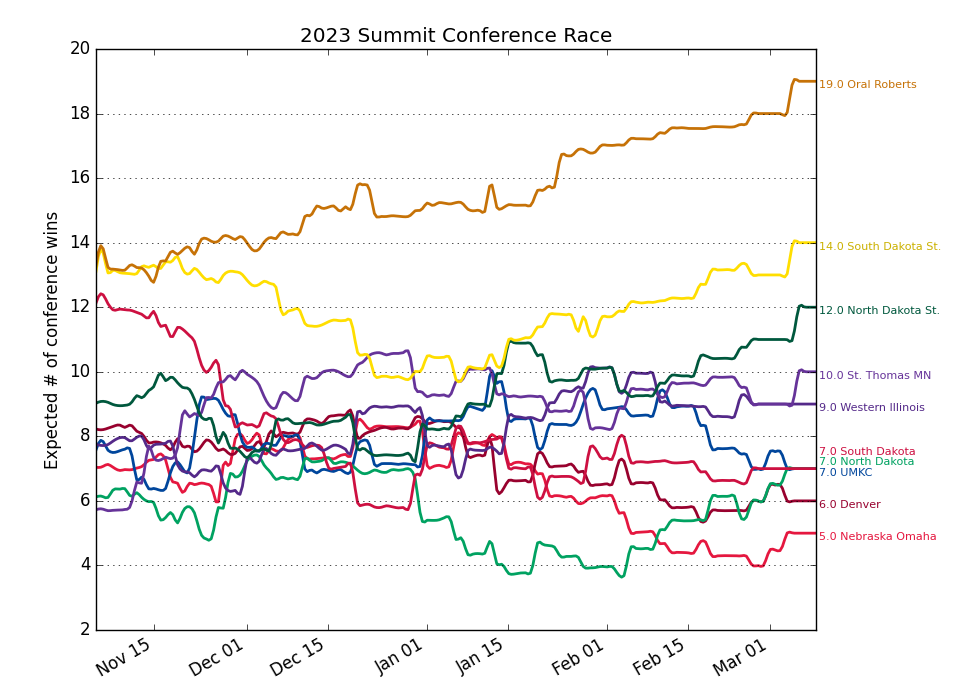 2023 Summit Conference Race
Expected # of conference wins
20
18
16
14
12
10
8
6
4
2
19.0 Oral Roberts
14.0 South Dakota St.
12.0 North Dakota St.
10.0 St. Thomas MN
9.0 Western Illinois
7.0 South Dakota
7.0 North Dakota
7.0 UMKC
6.0 Denver
5.0 Nebraska Omaha
Nov 15
Dec 01
Dec 15
Jan 01
Jan 15
Feb 01
Feb 15
Mar 01